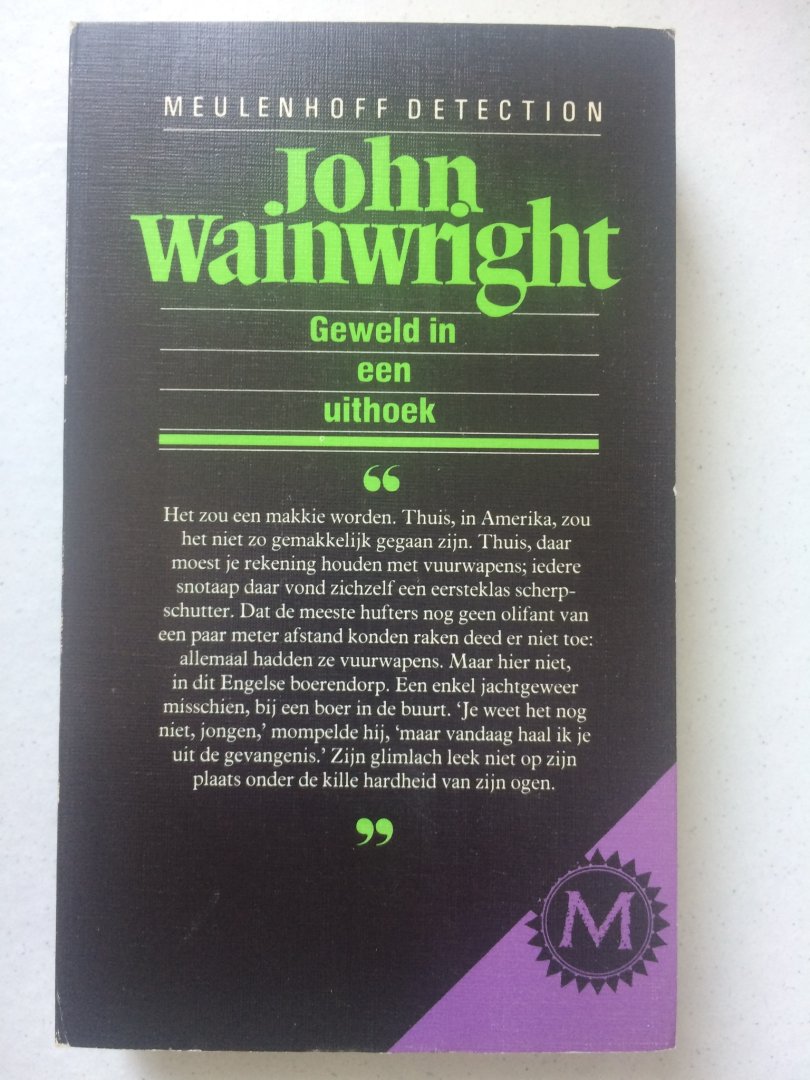 MEULENHOFF DETECTION
John
Wainwright
Geweld in
een
uithoek
“
Het zou een makkie worden. Thuis, in Amerika, zou
het niet zo gemakkelijk gegaan zijn. Thuis, daar
moest je rekening houden met vuurwapens; iedere
snotaap daar vond zichzelf een eersteklas scherp-
schutter. Dat de meeste hufters nog geen olifant van
een paar meter afstand konden raken deed er niet toe:
allemaal hadden ze vuurwapens. Maar hier niet,
in dit Engelse boerendorp. Een enkel jachtgeweer
misschien, bij een boer in de buurt. ‘Je weet het nog
niet, jongen,’ mompelde hij, ‘maar vandaag haal ik je
uit de gevangenis.’ Zijn glimlach leek niet op zijn
plaats onder de kille hardheid van zijn ogen.
”
M